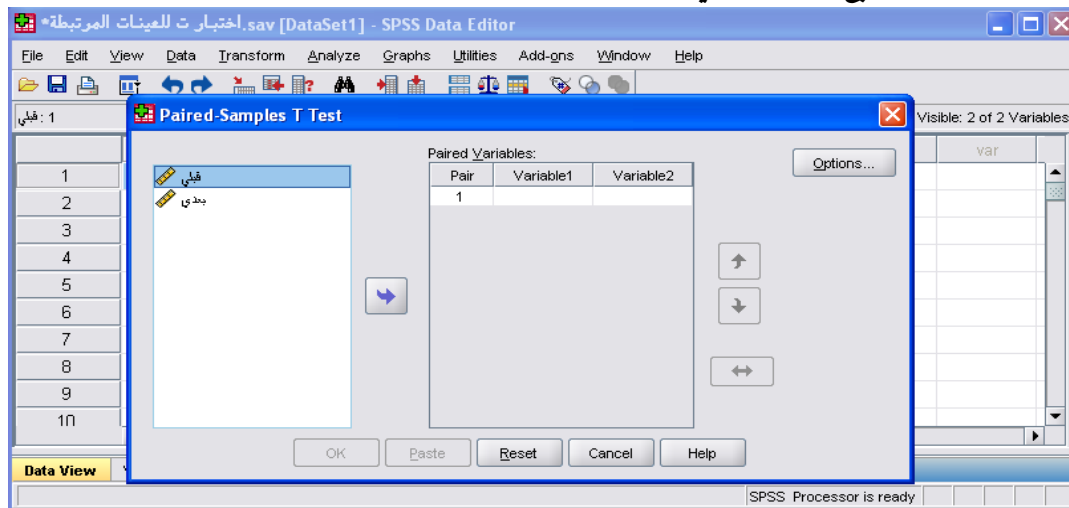 اختبار ت للعينات المرتبطة*.sav [DataSet1] - SPSS Data Editor
File Edit View Data Transform Analyze Graphs Utilities Add-ons Window Help
1 : قبلي
Visible: 2 of 2 Variables
Paired-Samples T Test
var
قبلي
بعدي
Paired Variables:
Pair Variable1 Variable2
1
Options...
1
2
3
4
5
6
7
8
9
10
OK Paste Reset Cancel Help
Data View
SPSS Processor is ready